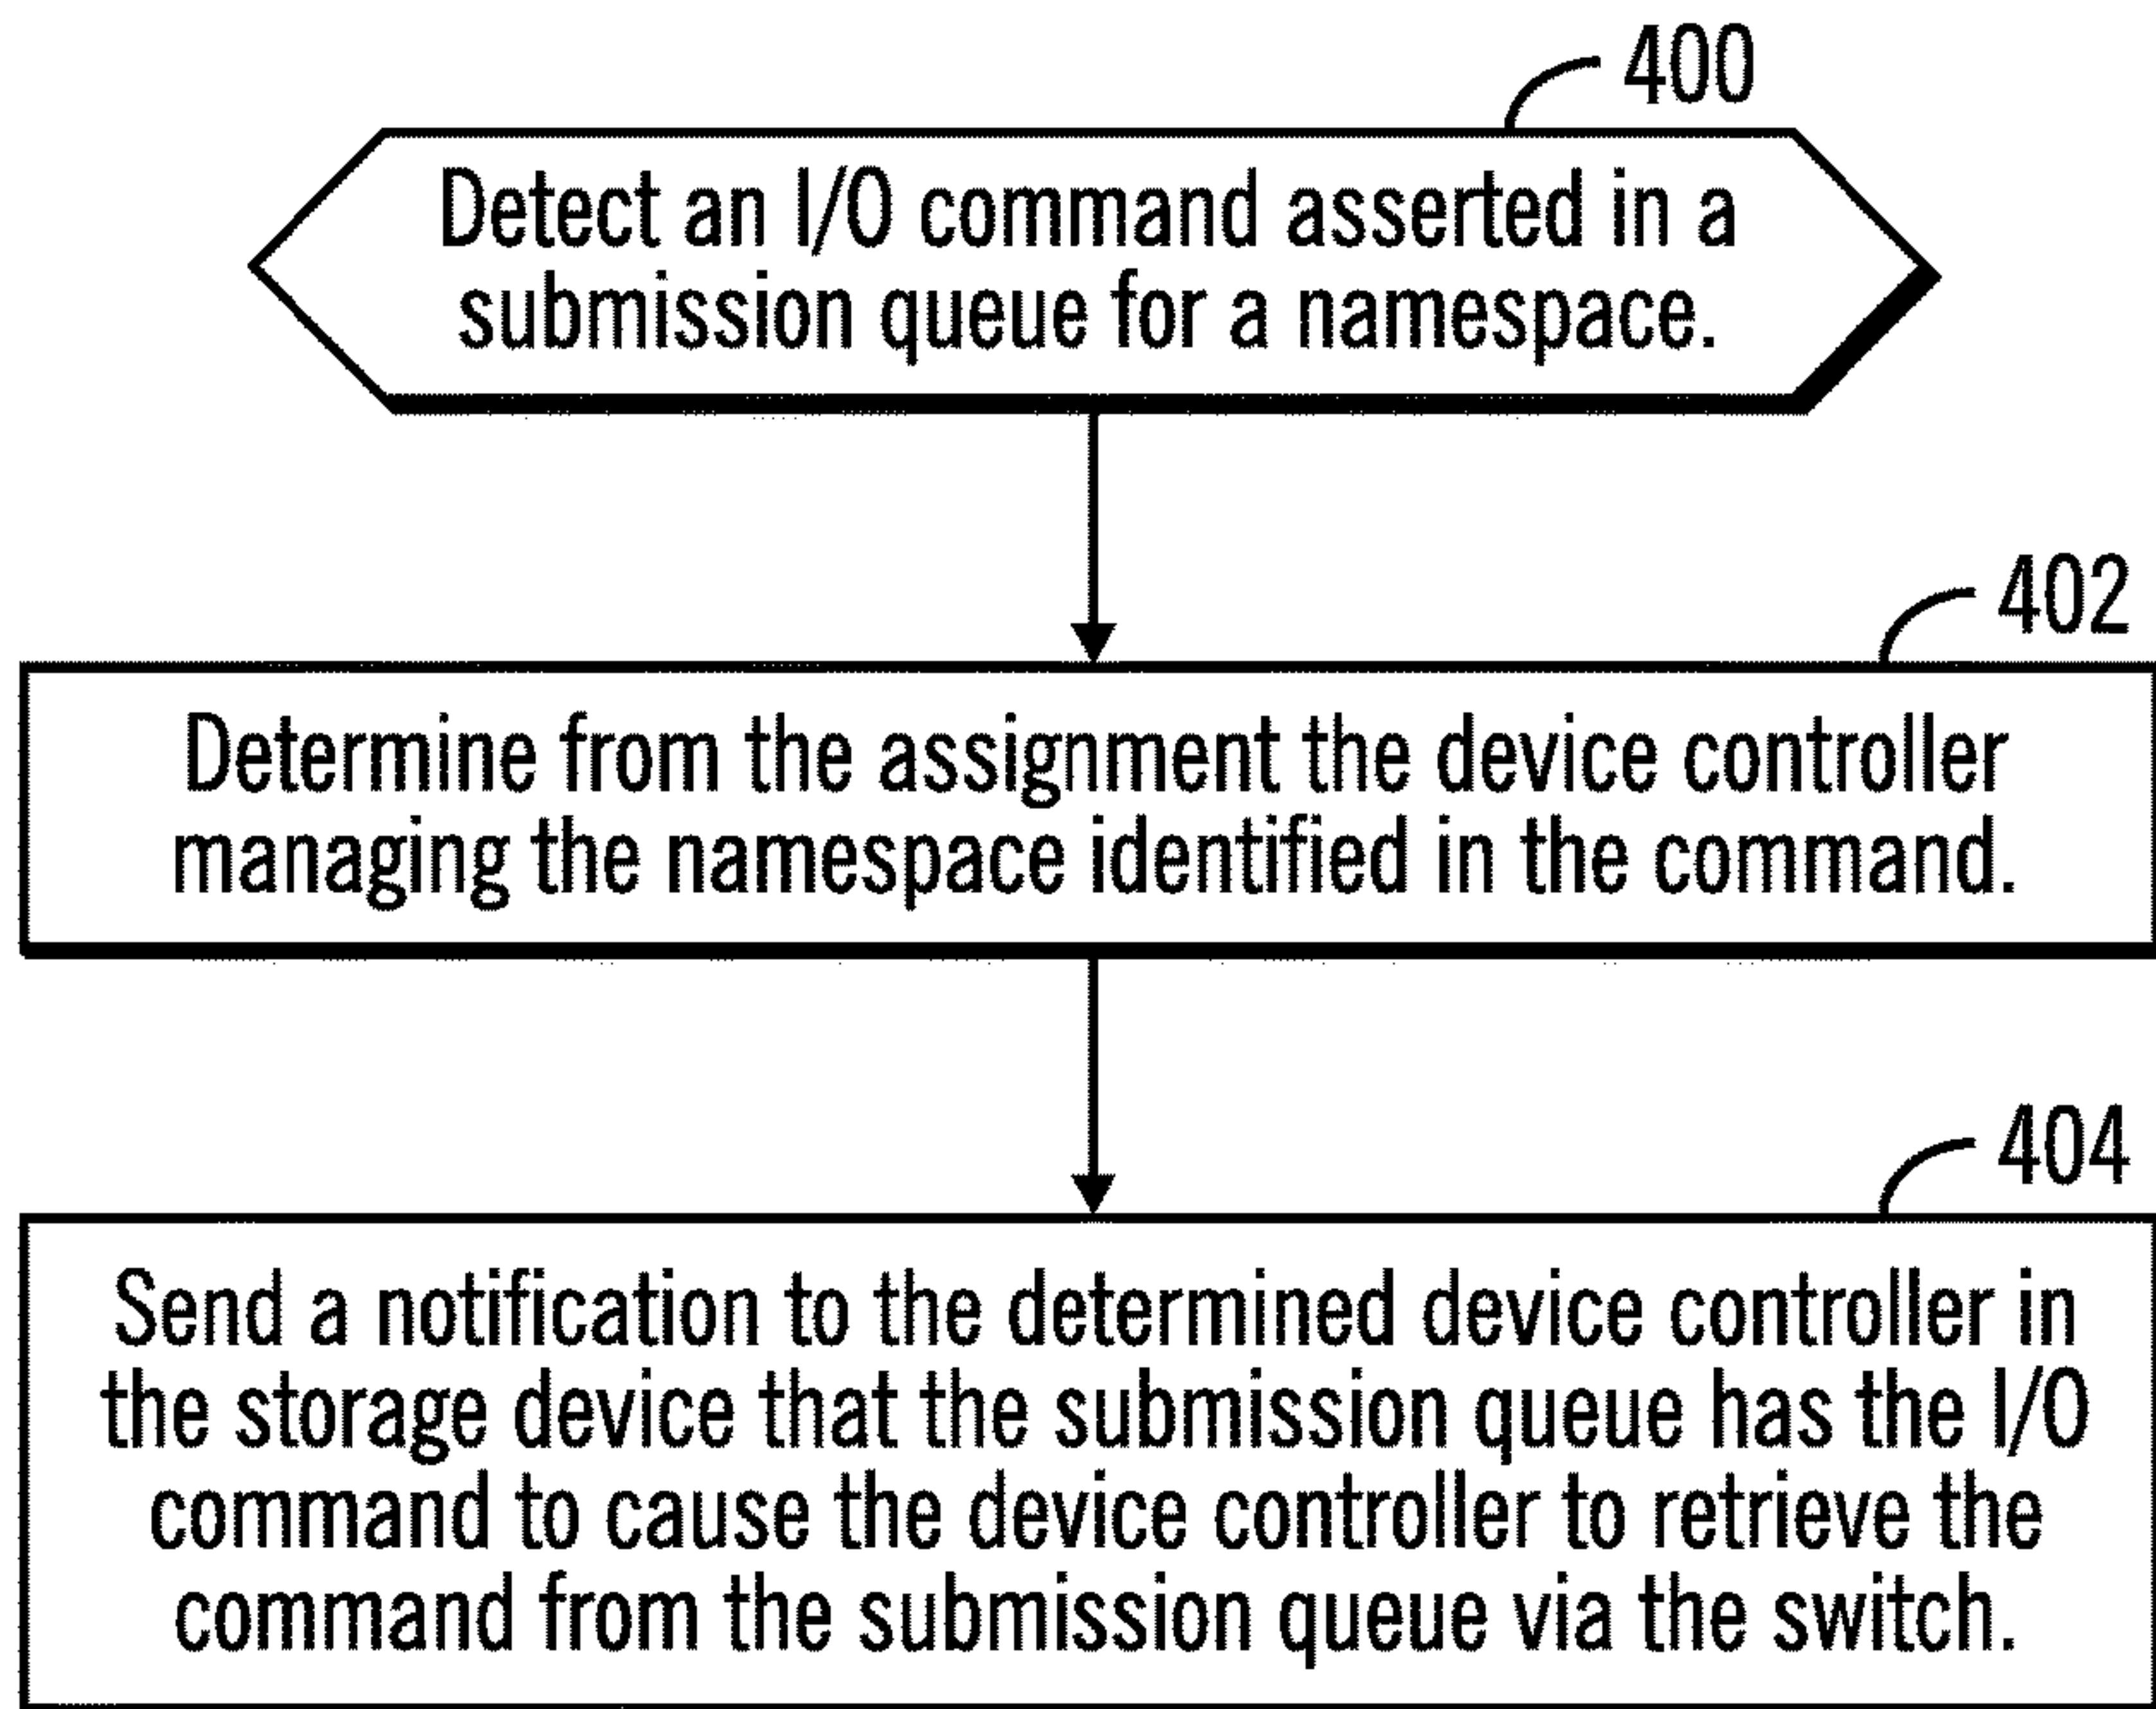 400
Detect an I/O command asserted in a
submission queue for a namespace.
402
Determine from the assignment the device controller
managing the namespace identified in the command.
404
Send a notification to the determined device controller in
the storage device that the submission queue has the I/O
command to cause the device controller to retrieve the
command from the submission queue via the switch.